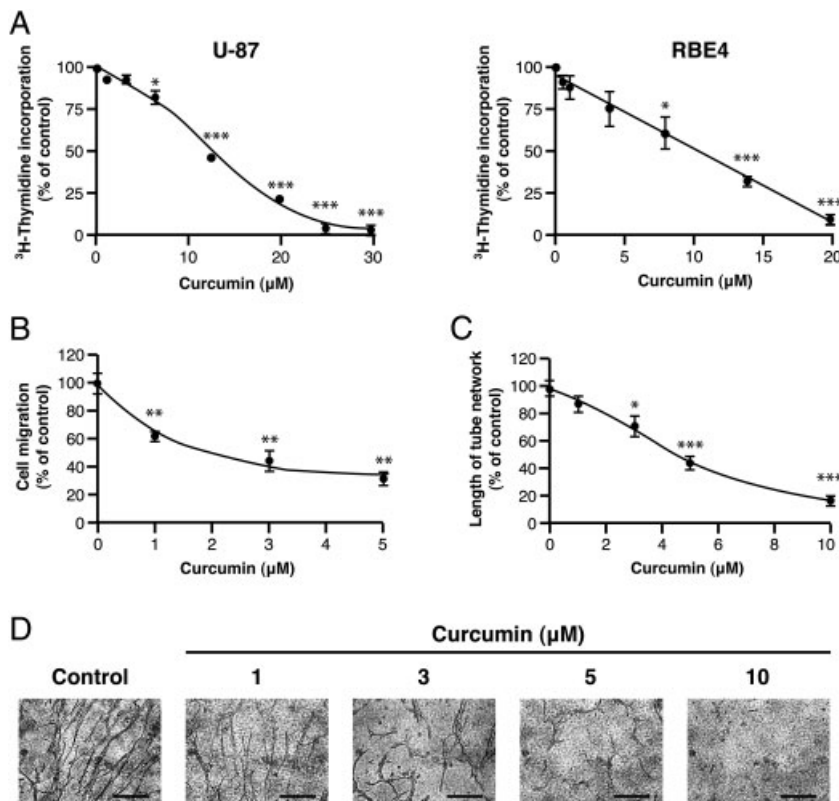 A
U-87
³H-Thymidine incorporation
(% of control)
100
75
50
25
0
*
***
***
***
***
0 10 20 30
Curcumin (µM)
RBE4
³H-Thymidine incorporation
(% of control)
100
75
50
25
0
*
***
***
0 5 10 15 20
Curcumin (µM)
B
Cell migration
(% of control)
120
100
80
60
40
20
0
**
**
**
0 1 2 3 4 5
Curcumin (µM)
C
Length of tube network
(% of control)
120
100
80
60
40
20
0
*
***
***
0 2 4 6 8 10
Curcumin (µM)
D
Curcumin (µM)
Control 1 3 5 10